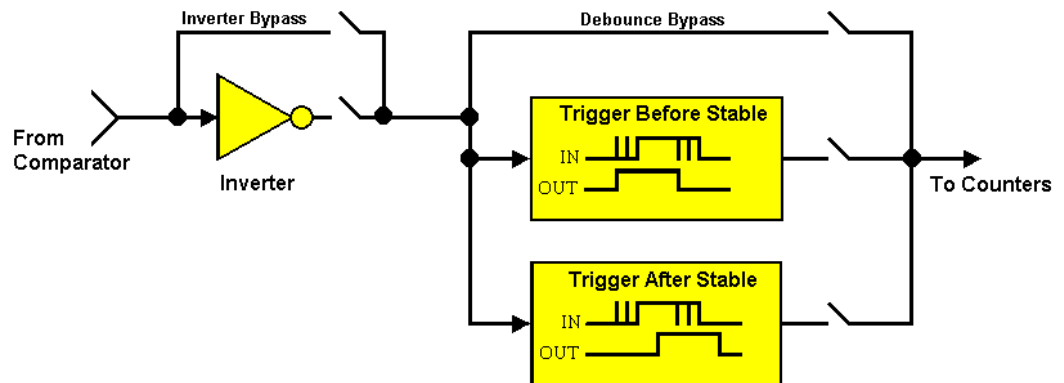 Inverter Bypass
Debounce Bypass
From
Comparator
Inverter
Trigger Before Stable
IN
OUT
To Counters
Trigger After Stable
IN
OUT